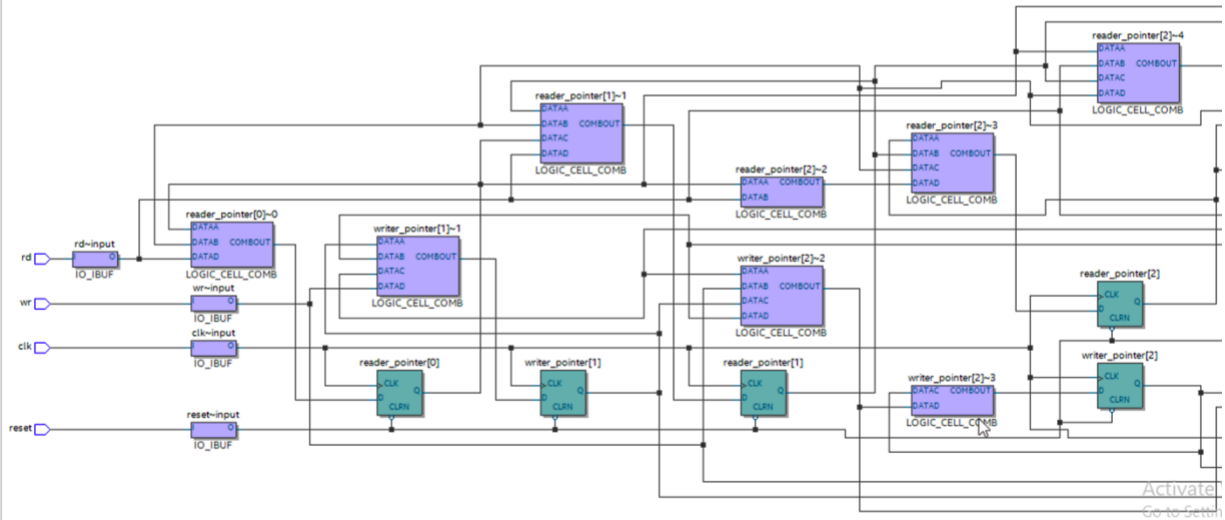 reader_pointer[2]~4
DATAA
DATAB COMBOUT
DATAC
DATAD
LOGIC_CELL_COMB
reader_pointer[1]~1
DATAA
DATAB COMBOUT
DATAC
DATAD
LOGIC_CELL_COMB
reader_pointer[2]~3
DATAA
DATAB COMBOUT
DATAC
DATAD
LOGIC_CELL_COMB
reader_pointer[2]~2
DATAA COMBOUT
DATAB
LOGIC_CELL_COMB
reader_pointer[0]~0
DATAA
DATAB COMBOUT
DATAD
LOGIC_CELL_COMB
writer_pointer[1]~1
DATAA
DATAB COMBOUT
DATAC
DATAD
LOGIC_CELL_COMB
rd~input
rd I O
IO_IBUF
writer_pointer[2]~2
DATAA
DATAB COMBOUT
DATAC
DATAD
LOGIC_CELL_COMB
wr~input
wr I O
IO_IBUF
reader_pointer[2]
CLK
D Q
CLRN
clk~input
clk I O
IO_IBUF
reader_pointer[0]
CLK
D Q
CLRN
writer_pointer[1]
CLK
D Q
CLRN
reader_pointer[1]
CLK
D Q
CLRN
writer_pointer[2]~3
DATAC COMBOUT
DATAD
LOGIC_CELL_COMB
writer_pointer[2]
CLK
D Q
CLRN
reset~input
reset I O
IO_IBUF
Activate
Go to Settin